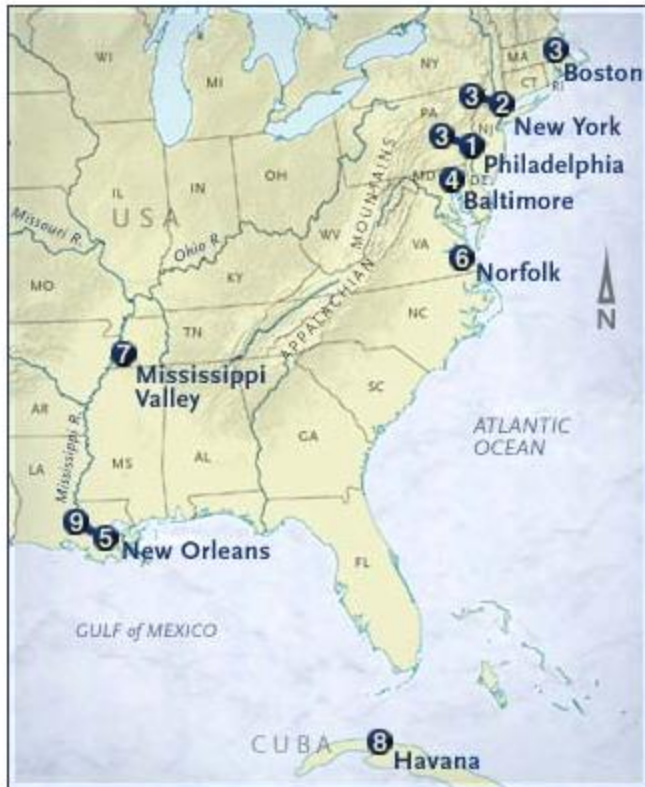 WI
MI
NY
MA
CT
RI
3
Boston
3
2
New York
PA
NJ
3
1
Philadelphia
MD
DE
4
Baltimore
IL
IN
OH
USA
Missouri R.
Ohio R.
WV
VA
APPALACHIAN MOUNTAINS
6
Norfolk
N
MO
KY
TN
NC
7
Mississippi
Valley
AR
SC
ATLANTIC
OCEAN
Mississippi R.
LA
MS
AL
GA
9
5
New Orleans
FL
GULF of MEXICO
CUBA
8
Havana